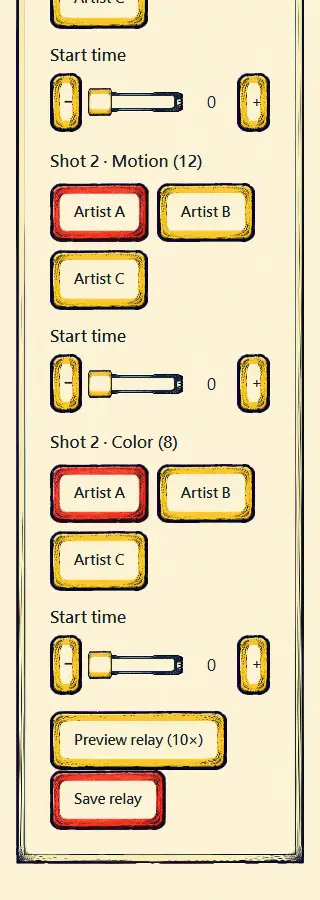 Artist C
Start time
− 0 +
Shot 2 · Motion (12)
Artist A Artist B
Artist C
Start time
− 0 +
Shot 2 · Color (8)
Artist A Artist B
Artist C
Start time
− 0 +
Preview relay (10×)
Save relay